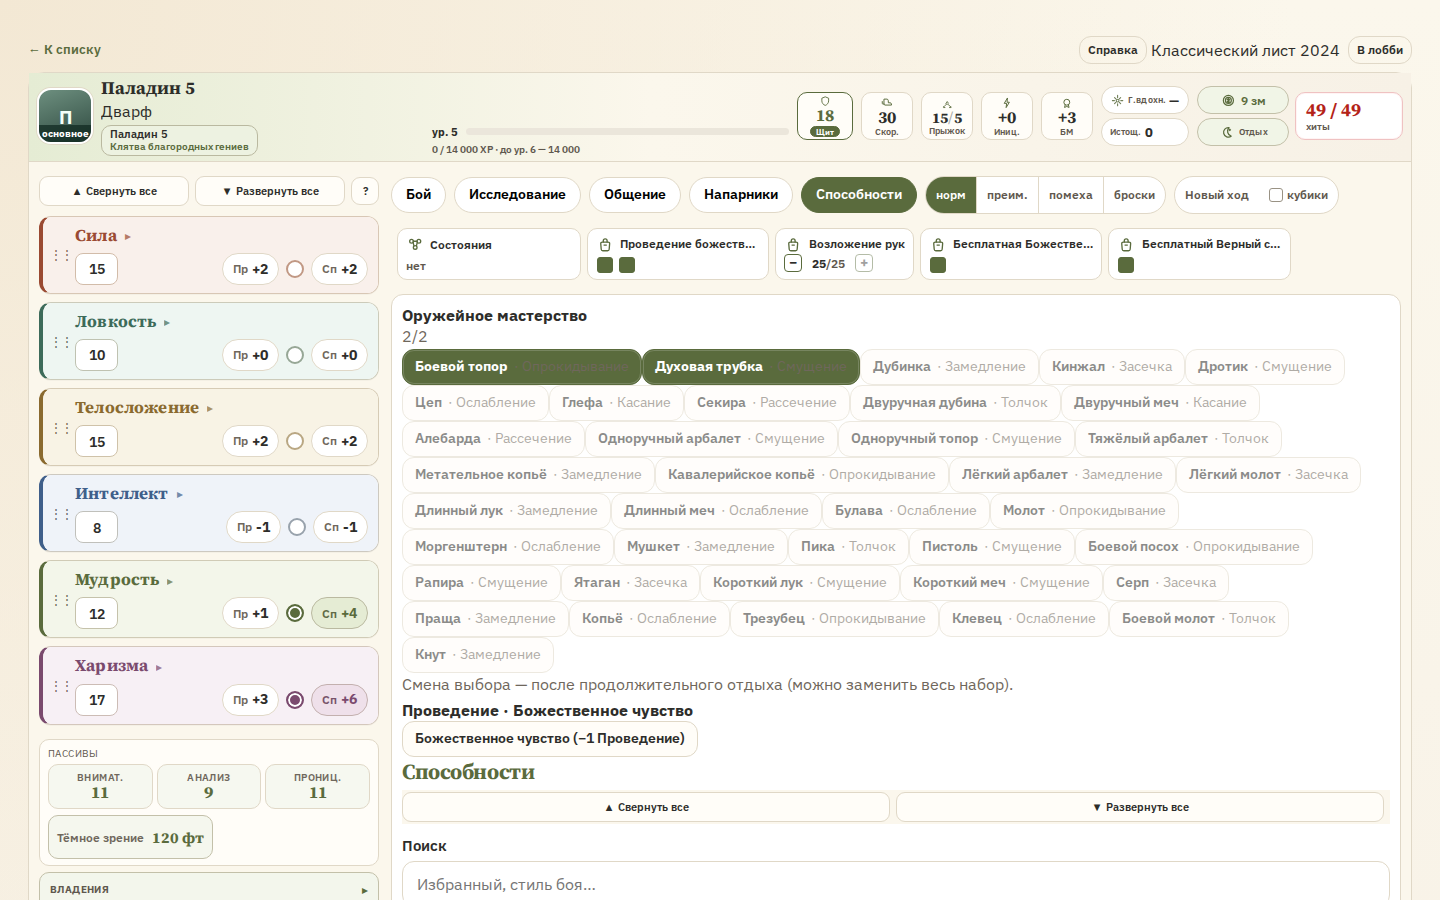 ← К списку
Справка Классический лист 2024 В лобби
П
основное
Паладин 5
Дварф
Паладин 5
Клятва благородных гениев
ур. 5
0 / 14 000 XP · до ур. 6 — 14 000
18
Щит
30
Скор.
15/5
Прыжок
+0
Иниц.
+3
БМ
Г.вдохн. —
Истощ. 0
9 зм
Отдых
49 / 49
хиты
▲ Свернуть все ▼ Развернуть все ?
Сила ▸
15 Пр +2 Сп +2
Ловкость ▸
10 Пр +0 Сп +0
Телосложение ▸
15 Пр +2 Сп +2
Интеллект ▸
8 Пр -1 Сп -1
Мудрость ▸
12 Пр +1 Сп +4
Харизма ▸
17 Пр +3 Сп +6
ПАССИВЫ
ВНИМАТ. АНАЛИЗ ПРОНИЦ.
11 9 11
Тёмное зрение 120 фт
ВЛАДЕНИЯ ▸
Бой Исследование Общение Напарники Способности норм преим. помеха броски Новый ход кубики
Состояния
нет
Проведение божеств...
Возложение рук
− 25/25 +
Бесплатная Божестве...
Бесплатный Верный с...
Оружейное мастерство
2/2
Боевой топор · Опрокидывание Духовая трубка · Смущение Дубинка · Замедление Кинжал · Засечка Дротик · Смущение
Цеп · Ослабление Глефа · Касание Секира · Рассечение Двуручная дубина · Толчок Двуручный меч · Касание
Алебарда · Рассечение Одноручный арбалет · Смущение Одноручный топор · Смущение Тяжёлый арбалет · Толчок
Метательное копьё · Замедление Кавалерийское копьё · Опрокидывание Лёгкий арбалет · Замедление Лёгкий молот · Засечка
Длинный лук · Замедление Длинный меч · Ослабление Булава · Ослабление Молот · Опрокидывание
Моргенштерн · Ослабление Мушкет · Замедление Пика · Толчок Пистоль · Смущение Боевой посох · Опрокидывание
Рапира · Смущение Ятаган · Засечка Короткий лук · Смущение Короткий меч · Смущение Серп · Засечка
Праща · Замедление Копьё · Ослабление Трезубец · Опрокидывание Клевец · Ослабление Боевой молот · Толчок
Кнут · Замедление
Смена выбора — после продолжительного отдыха (можно заменить весь набор).
Проведение · Божественное чувство
Божественное чувство (−1 Проведение)
Способности
▲ Свернуть все ▼ Развернуть все
Поиск
Избранный, стиль боя...